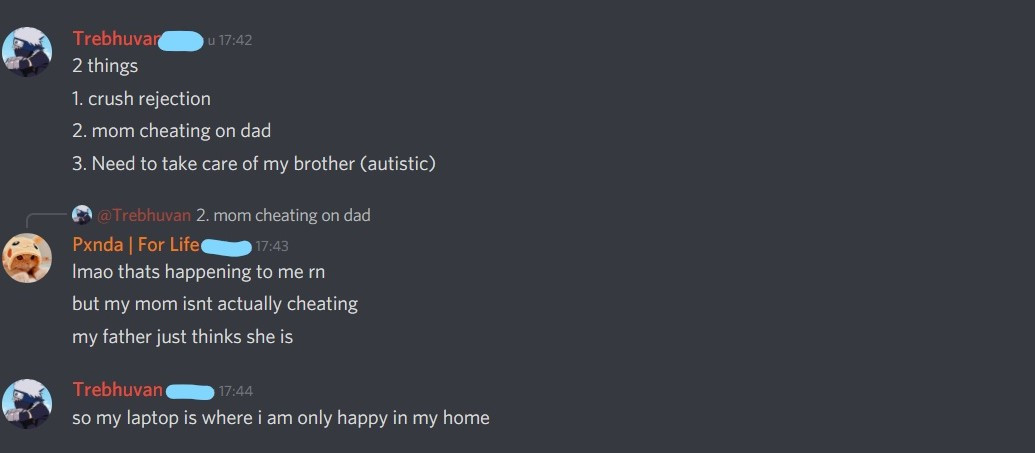 Trebhuvan u 17:42
2 things
1. crush rejection
2. mom cheating on dad
3. Need to take care of my brother (autistic)
@Trebhuvan 2. mom cheating on dad
Pxnda | For Life 17:43
lmao thats happening to me rn
but my mom isnt actually cheating
my father just thinks she is
Trebhuvan 17:44
so my laptop is where i am only happy in my home